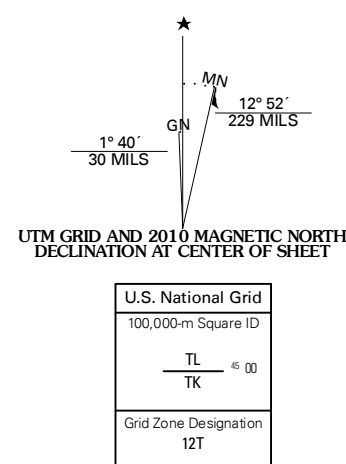 ★
MN
GN
12° 52´
229 MILS
1° 40´
30 MILS
UTM GRID AND 2010 MAGNETIC NORTH
DECLINATION AT CENTER OF SHEET
U.S. National Grid
100,000-m Square ID
TL
45 00
TK
Grid Zone Designation
12T